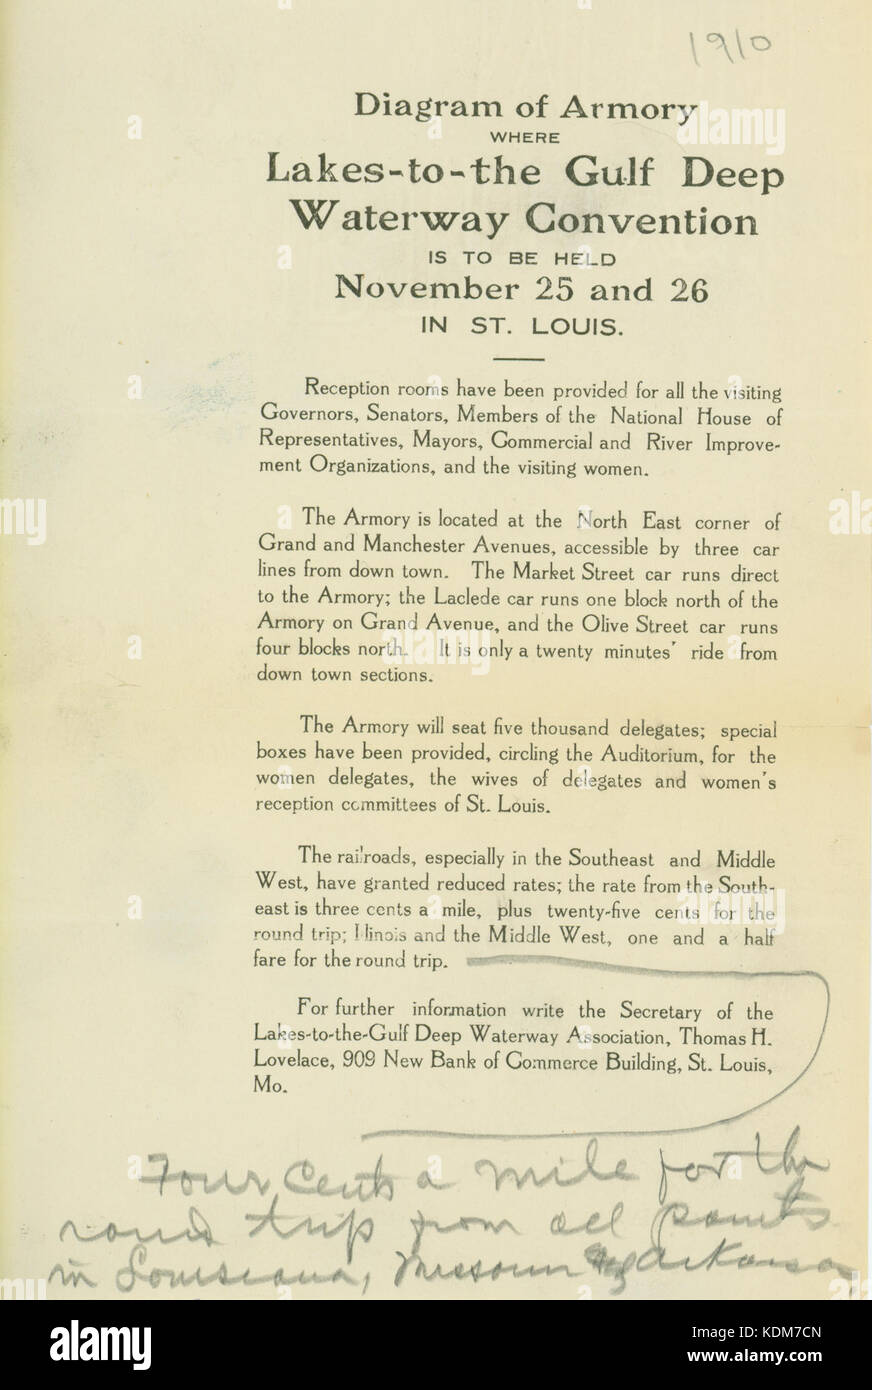 1910
Diagram of Armory
WHERE
Lakes-to-the Gulf Deep
Waterway Convention
IS TO BE HELD
November 25 and 26
IN ST. LOUIS.
Reception rooms have been provided for all the visiting
Governors, Senators, Members of the National House of
Representatives, Mayors, Commercial and River Improve-
ment Organizations, and the visiting women.
The Armory is located at the North East corner of
Grand and Manchester Avenues, accessible by three car
lines from down town. The Market Street car runs direct
to the Armory; the Laclede car runs one block north of the
Armory on Grand Avenue, and the Olive Street car runs
four blocks north. It is only a twenty minutes' ride from
down town sections.
The Armory will seat five thousand delegates; special
boxes have been provided, circling the Auditorium, for the
women delegates, the wives of delegates and women's
reception committees of St. Louis.
The railroads, especially in the Southeast and Middle
West, have granted reduced rates; the rate from the South-
east is three cents a mile, plus twenty-five cents for the
round trip; Illinois and the Middle West, one and a half
fare for the round trip.
For further information write the Secretary of the
Lakes-to-the-Gulf Deep Waterway Association, Thomas H.
Lovelace, 909 New Bank of Commerce Building, St. Louis,
Mo.
Four Cents a mile for the
round trip from all points
in Louisiana, Missouri Arkansas
alamy
Image ID: KDM7CN
www.alamy.com